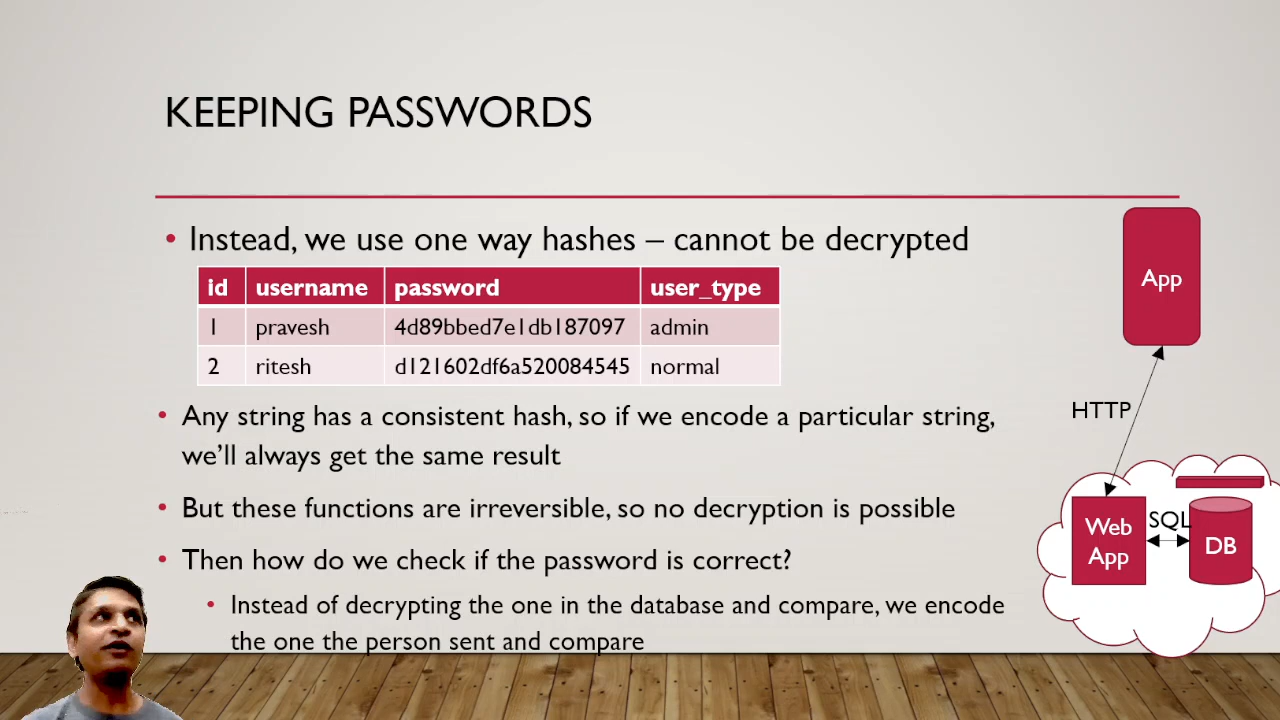 KEEPING PASSWORDS
• Instead, we use one way hashes – cannot be decrypted
id username password user_type
1 pravesh 4d89bbed7e1db187097 admin
2 ritesh d121602df6a520084545 normal
• Any string has a consistent hash, so if we encode a particular string,
we'll always get the same result
• But these functions are irreversible, so no decryption is possible
• Then how do we check if the password is correct?
• Instead of decrypting the one in the database and compare, we encode
the one the person sent and compare
App
HTTP
Web
App
SQL
DB